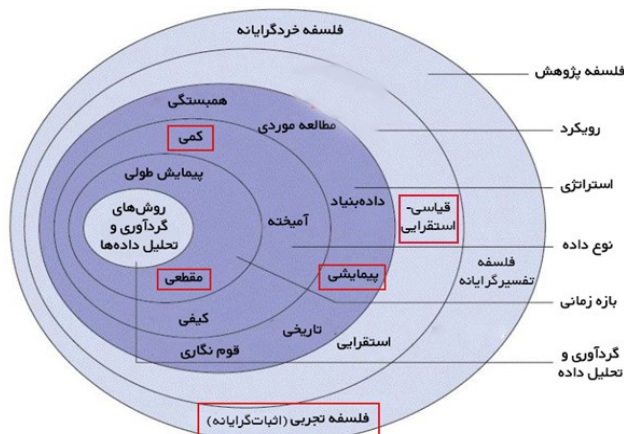 فلسفه خردگرایانه
فلسفه پژوهش
همبستگی
مطالعه موردی
رویکرد
کمی
پیمایش طولی
استراتژی
داده‌بنیاد
قیاسی-
استقرایی
روش‌های
گردآوری و
تحلیل داده‌ها
آمیخته
نوع داده
فلسفه
تفسیرگرایانه
مقطعی
پیمایشی
بازه زمانی
کیفی
تاریخی
استقرایی
قوم نگاری
گردآوری و
تحلیل داده
فلسفه تجربی (اثبات‌گرایانه)